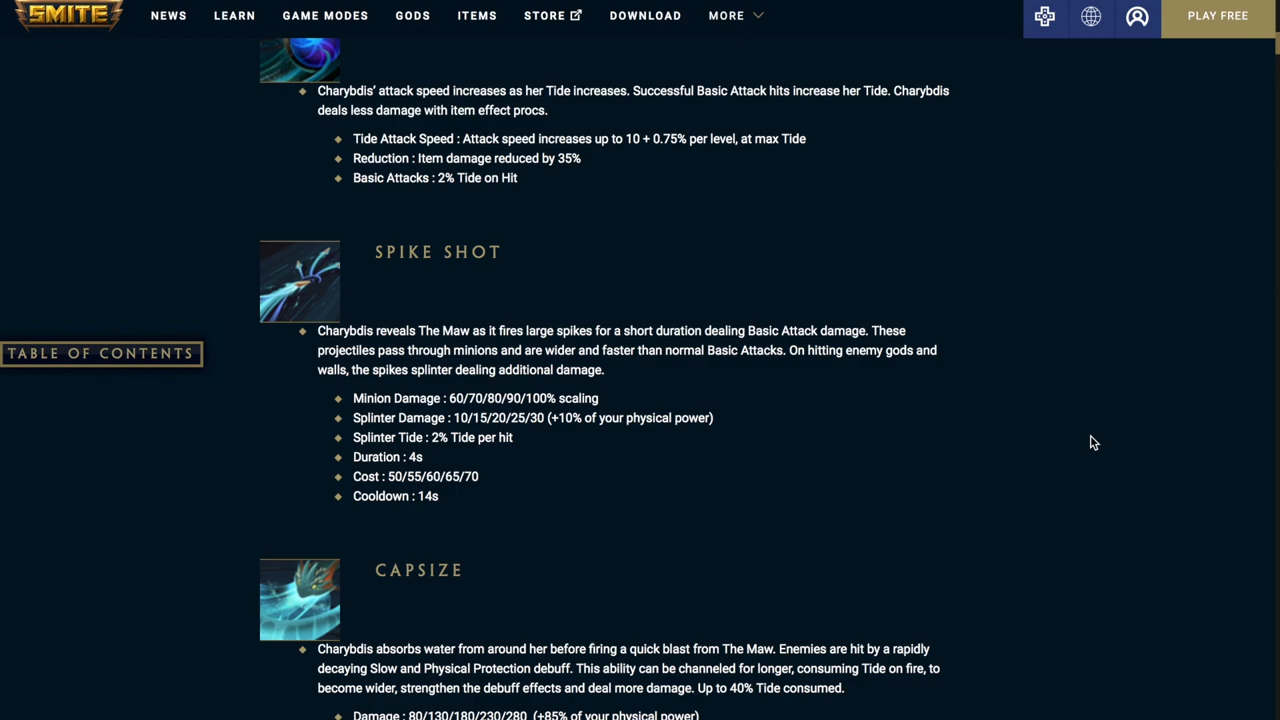 SMITE
NEWS LEARN GAME MODES GODS ITEMS STORE DOWNLOAD MORE PLAY FREE
Charybdis’ attack speed increases as her Tide increases. Successful Basic Attack hits increase her Tide. Charybdis
deals less damage with item effect procs.
Tide Attack Speed : Attack speed increases up to 10 + 0.75% per level, at max Tide
Reduction : Item damage reduced by 35%
Basic Attacks : 2% Tide on Hit
SPIKE SHOT
Charybdis reveals The Maw as it fires large spikes for a short duration dealing Basic Attack damage. These
projectiles pass through minions and are wider and faster than normal Basic Attacks. On hitting enemy gods and
walls, the spikes splinter dealing additional damage.
TABLE OF CONTENTS
Minion Damage : 60/70/80/90/100% scaling
Splinter Damage : 10/15/20/25/30 (+10% of your physical power)
Splinter Tide : 2% Tide per hit
Duration : 4s
Cost : 50/55/60/65/70
Cooldown : 14s
CAPSIZE
Charybdis absorbs water from around her before firing a quick blast from The Maw. Enemies are hit by a rapidly
decaying Slow and Physical Protection debuff. This ability can be channeled for longer, consuming Tide on fire, to
become wider, strengthen the debuff effects and deal more damage. Up to 40% Tide consumed.
Damage : 80/130/180/230/280 (+85% of your physical power)